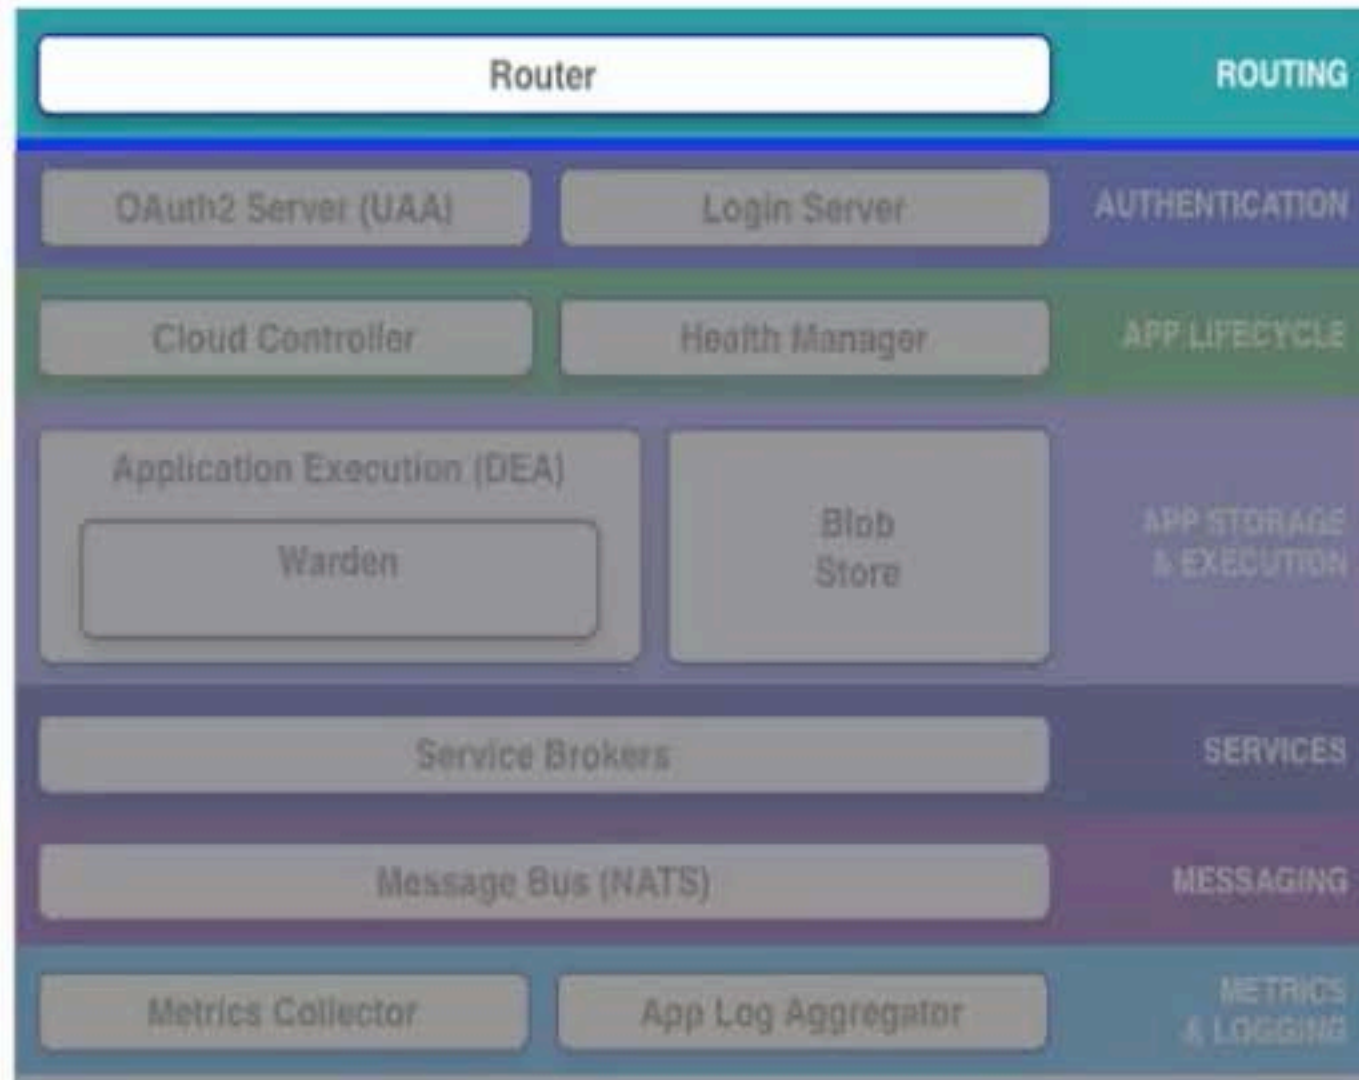 Router
ROUTING
OAuth2 Server (UAA)
Login Server
AUTHENTICATION
Cloud Controller
Health Manager
APP LIFECYCLE
Application Execution (DEA)
Warden
Blob
Store
APP STORAGE
& EXECUTION
Service Brokers
SERVICES
Message Bus (NATS)
MESSAGING
Metrics Collector
App Log Aggregator
METRICS
& LOGGING